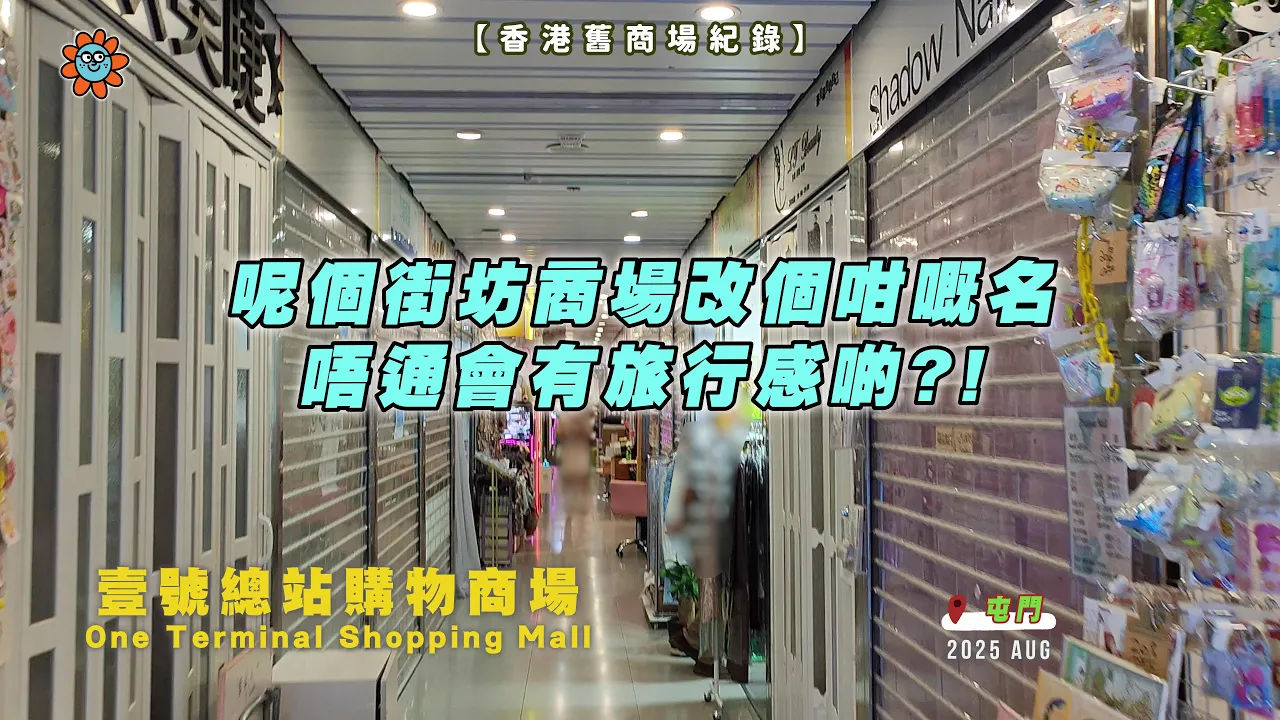 【香港舊商場紀錄】
Shadow Nail
呢個街坊商場改個咁嘅名
唔通會有旅行感啲?!
壹號總站購物商場
One Terminal Shopping Mall
屯門
2025 AUG